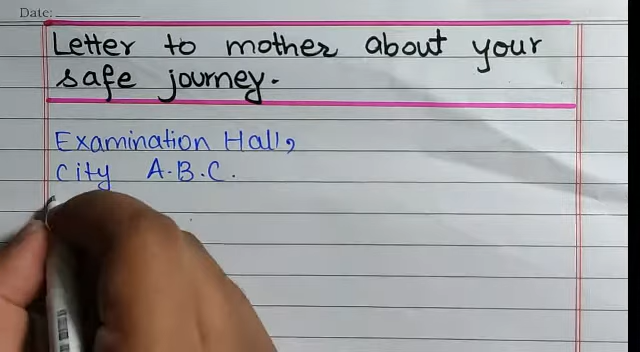 Date:
Letter to mother about your
safe journey.
Examination Hall,
City A.B.C.